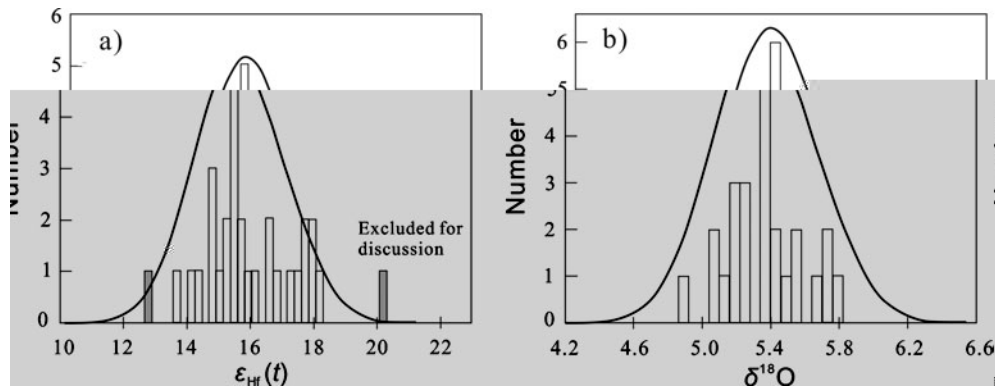 a)
6
5
3
2
1
0
Number
Excluded for
discussion
10 12 14 16 18 20 22
εHf(t)
b)
6
5
4
3
2
1
0
Number
4.2 4.6 5.0 5.4 5.8 6.2 6.6
δ¹⁸O